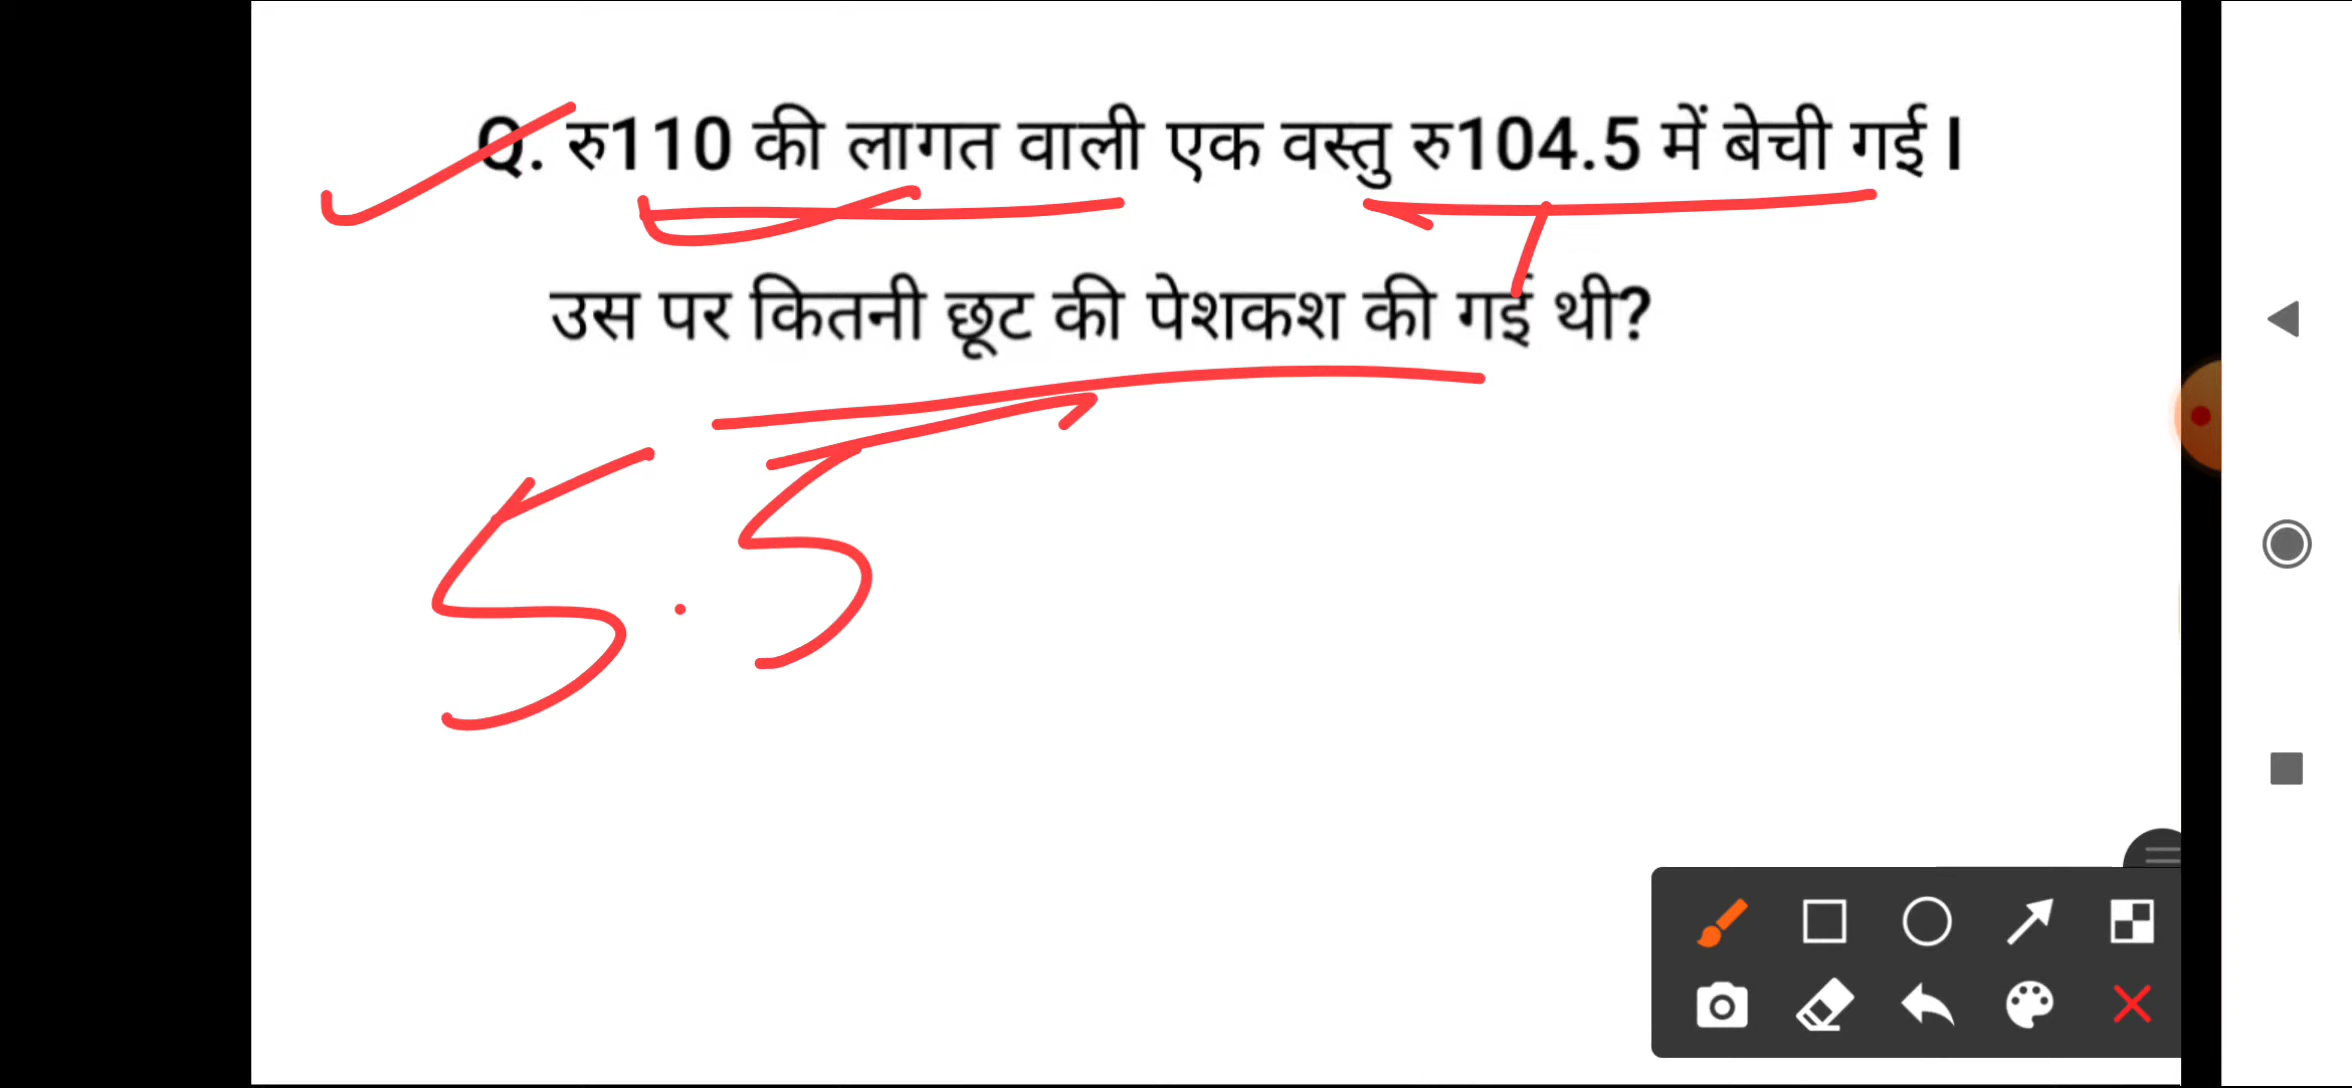 Q. रु110 की लागत वाली एक वस्तु रु104.5 में बेची गई।
उस पर कितनी छूट की पेशकश की गई थी?
5.5